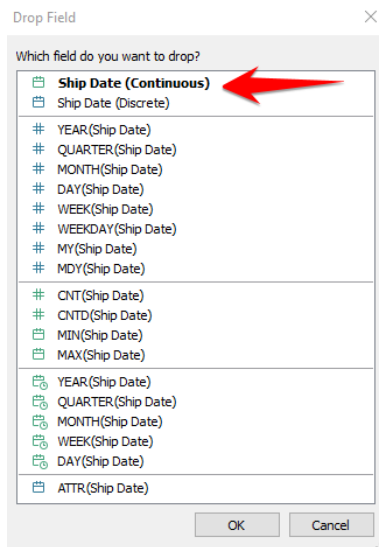 Drop Field
Which field do you want to drop?
Ship Date (Continuous)
Ship Date (Discrete)
YEAR(Ship Date)
QUARTER(Ship Date)
MONTH(Ship Date)
DAY(Ship Date)
WEEK(Ship Date)
WEEKDAY(Ship Date)
MY(Ship Date)
MDY(Ship Date)
CNT(Ship Date)
CNTD(Ship Date)
MIN(Ship Date)
MAX(Ship Date)
YEAR(Ship Date)
QUARTER(Ship Date)
MONTH(Ship Date)
WEEK(Ship Date)
DAY(Ship Date)
ATTR(Ship Date)
OK Cancel